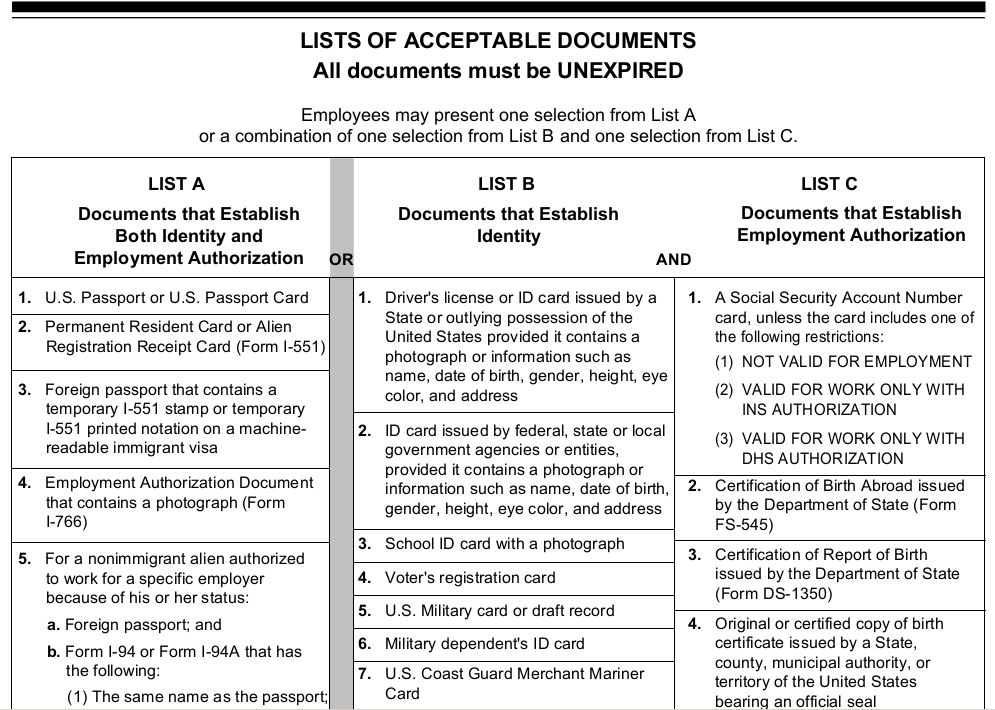 LISTS OF ACCEPTABLE DOCUMENTS
All documents must be UNEXPIRED
Employees may present one selection from List A
or a combination of one selection from List B and one selection from List C.
LIST A
Documents that Establish
Both Identity and
Employment Authorization
OR
LIST B
Documents that Establish
Identity
AND
LIST C
Documents that Establish
Employment Authorization
1. U.S. Passport or U.S. Passport Card
2. Permanent Resident Card or Alien
Registration Receipt Card (Form I-551)
3. Foreign passport that contains a
temporary I-551 stamp or temporary
I-551 printed notation on a machine-
readable immigrant visa
4. Employment Authorization Document
that contains a photograph (Form
I-766)
5. For a nonimmigrant alien authorized
to work for a specific employer
because of his or her status:
a. Foreign passport; and
b. Form I-94 or Form I-94A that has
the following:
(1) The same name as the passport;
1. Driver's license or ID card issued by a
State or outlying possession of the
United States provided it contains a
photograph or information such as
name, date of birth, gender, height, eye
color, and address
2. ID card issued by federal, state or local
government agencies or entities,
provided it contains a photograph or
information such as name, date of birth,
gender, height, eye color, and address
3. School ID card with a photograph
4. Voter's registration card
5. U.S. Military card or draft record
6. Military dependent's ID card
7. U.S. Coast Guard Merchant Mariner
Card
1. A Social Security Account Number
card, unless the card includes one of
the following restrictions:
(1) NOT VALID FOR EMPLOYMENT
(2) VALID FOR WORK ONLY WITH
INS AUTHORIZATION
(3) VALID FOR WORK ONLY WITH
DHS AUTHORIZATION
2. Certification of Birth Abroad issued
by the Department of State (Form
FS-545)
3. Certification of Report of Birth
issued by the Department of State
(Form DS-1350)
4. Original or certified copy of birth
certificate issued by a State,
county, municipal authority, or
territory of the United States
bearing an official seal